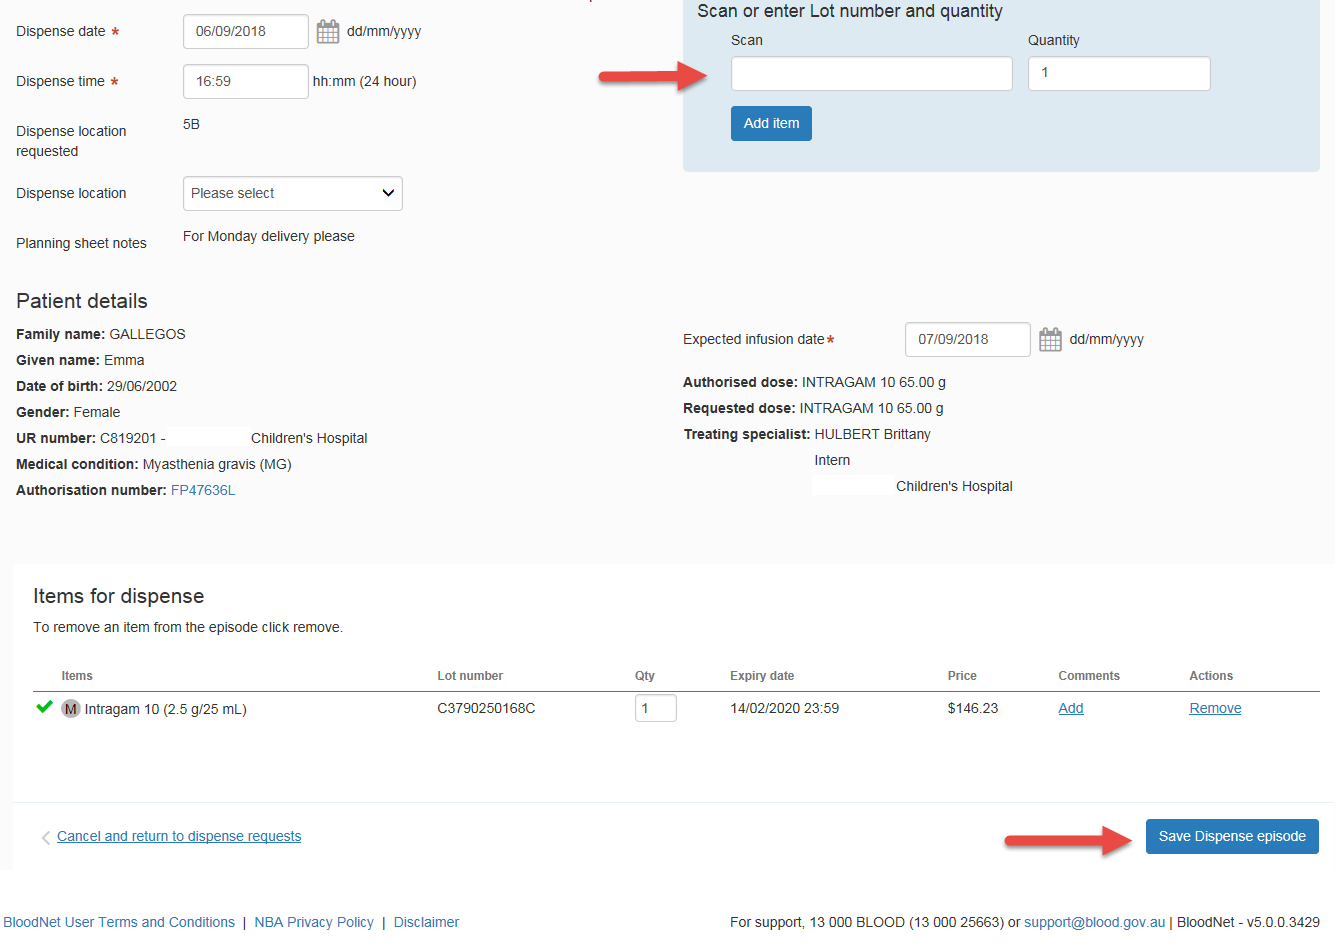 Dispense date *
06/09/2018
dd/mm/yyyy
Dispense time *
16:59
hh:mm (24 hour)
Dispense location
requested
5B
Dispense location
Please select
Planning sheet notes
For Monday delivery please
Scan or enter Lot number and quantity
Scan
Quantity
1
Add item
Patient details
Family name: GALLEGOS
Given name: Emma
Date of birth: 29/06/2002
Gender: Female
UR number: C819201 - Children's Hospital
Medical condition: Myasthenia gravis (MG)
Authorisation number: FP47636L
Expected infusion date*
07/09/2018
dd/mm/yyyy
Authorised dose: INTRAGAM 10 65.00 g
Requested dose: INTRAGAM 10 65.00 g
Treating specialist: HULBERT Brittany
Intern
Children's Hospital
Items for dispense
To remove an item from the episode click remove.
Items Lot number Qty Expiry date Price Comments Actions
M Intragam 10 (2.5 g/25 mL) C3790250168C 1 14/02/2020 23:59 $146.23 Add Remove
Cancel and return to dispense requests
Save Dispense episode
BloodNet User Terms and Conditions | NBA Privacy Policy | Disclaimer
For support, 13 000 BLOOD (13 000 25663) or support@blood.gov.au | BloodNet - v5.0.0.3429